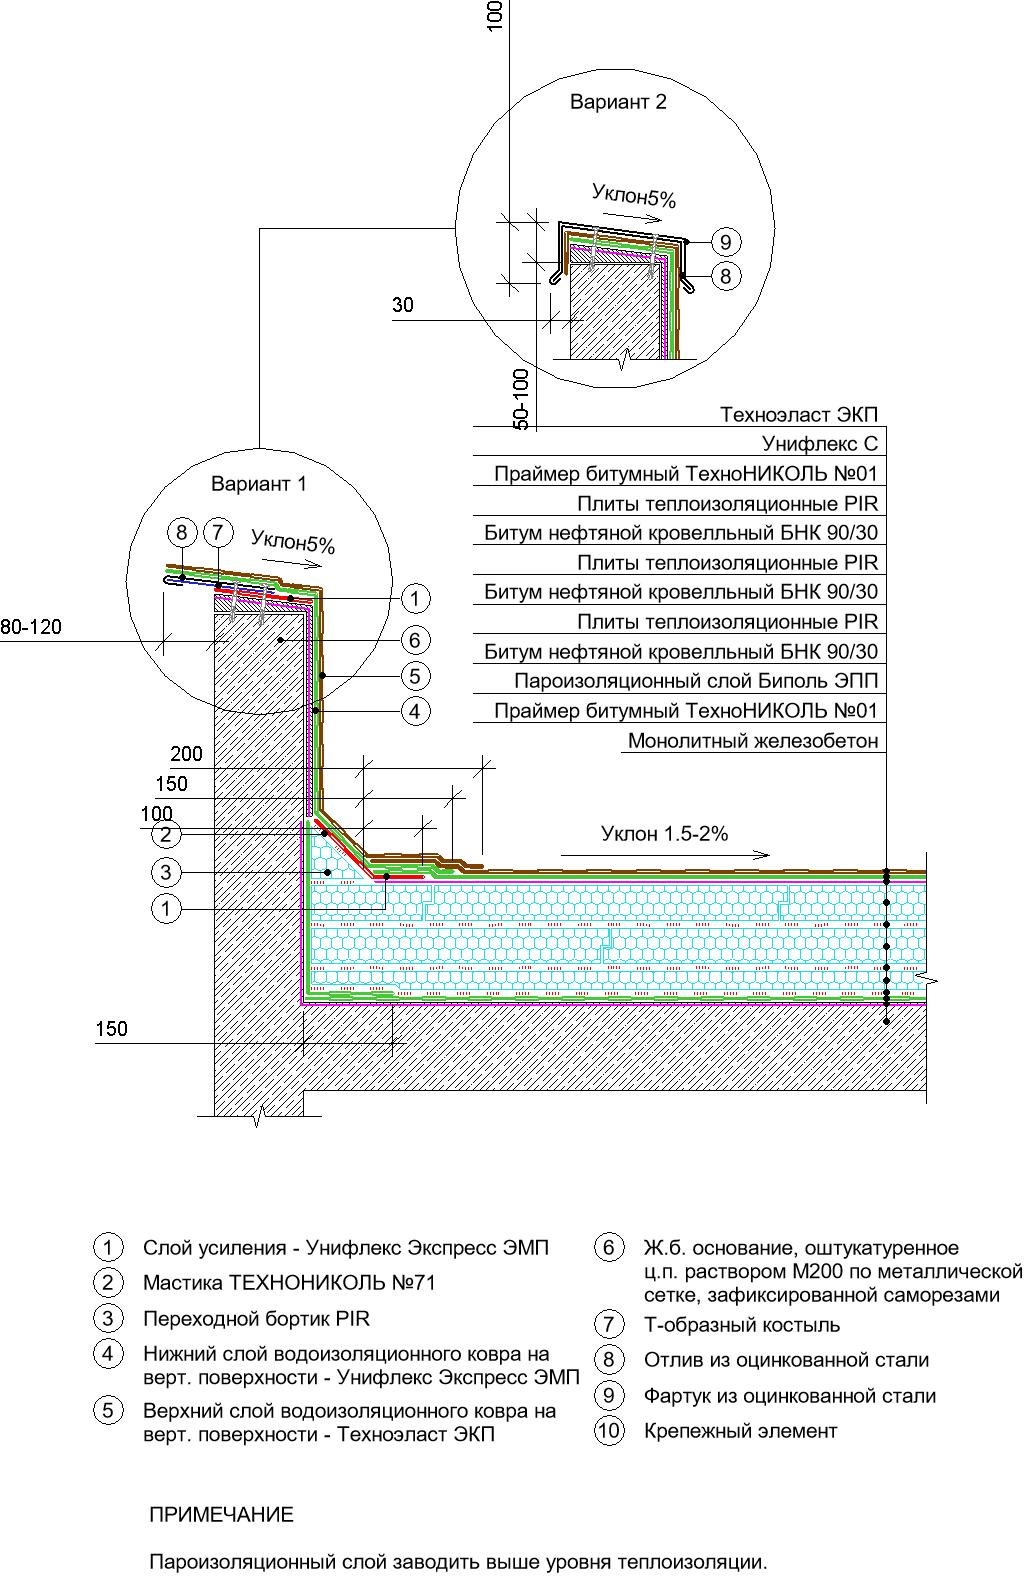 100
Вариант 2
Уклон5%
9
8
30
50-100
Техноэласт ЭКП
Унифлекс С
Праймер битумный ТехноНИКОЛЬ №01
Плиты теплоизоляционные PIR
Битум нефтяной кровелльный БНК 90/30
Плиты теплоизоляционные PIR
Битум нефтяной кровелльный БНК 90/30
Плиты теплоизоляционные PIR
Битум нефтяной кровелльный БНК 90/30
Пароизоляционный слой Биполь ЭПП
Праймер битумный ТехноНИКОЛЬ №01
Монолитный железобетон
Вариант 1
8 7 Уклон5%
1
80-120
6
5
4
200
150
100
2
Уклон 1.5-2%
3
1
150
1 Слой усиления - Унифлекс Экспресс ЭМП
2 Мастика ТЕХНОНИКОЛЬ №71
3 Переходной бортик PIR
4 Нижний слой водоизоляционного ковра на
верт. поверхности - Унифлекс Экспресс ЭМП
5 Верхний слой водоизоляционного ковра на
верт. поверхности - Техноэласт ЭКП
6 Ж.б. основание, оштукатуренное
ц.п. раствором М200 по металлической
сетке, зафиксированной саморезами
7 Т-образный костыль
8 Отлив из оцинкованной стали
9 Фартук из оцинкованной стали
10 Крепежный элемент
ПРИМЕЧАНИЕ
Пароизоляционный слой заводить выше уровня теплоизоляции.